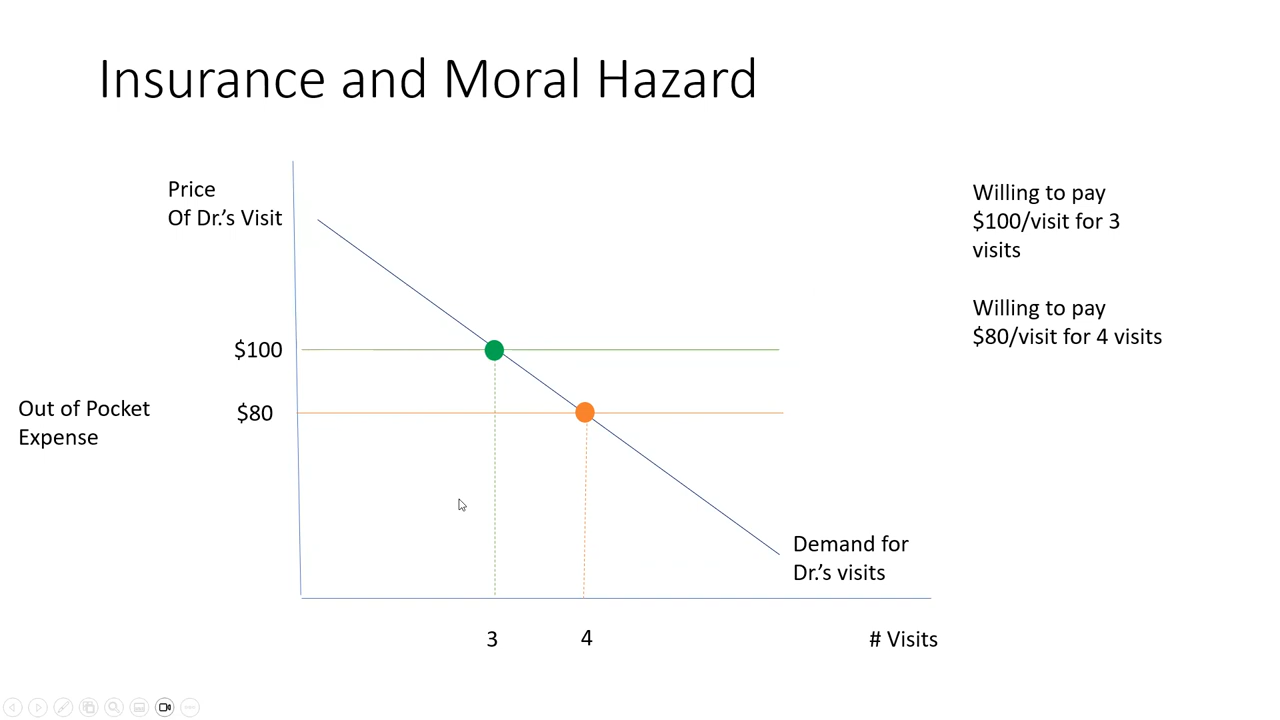 Insurance and Moral Hazard
Price
Of Dr.'s Visit
Willing to pay
$100/visit for 3
visits
Willing to pay
$80/visit for 4 visits
$100
Out of Pocket
Expense
$80
Demand for
Dr.'s visits
3
4
# Visits